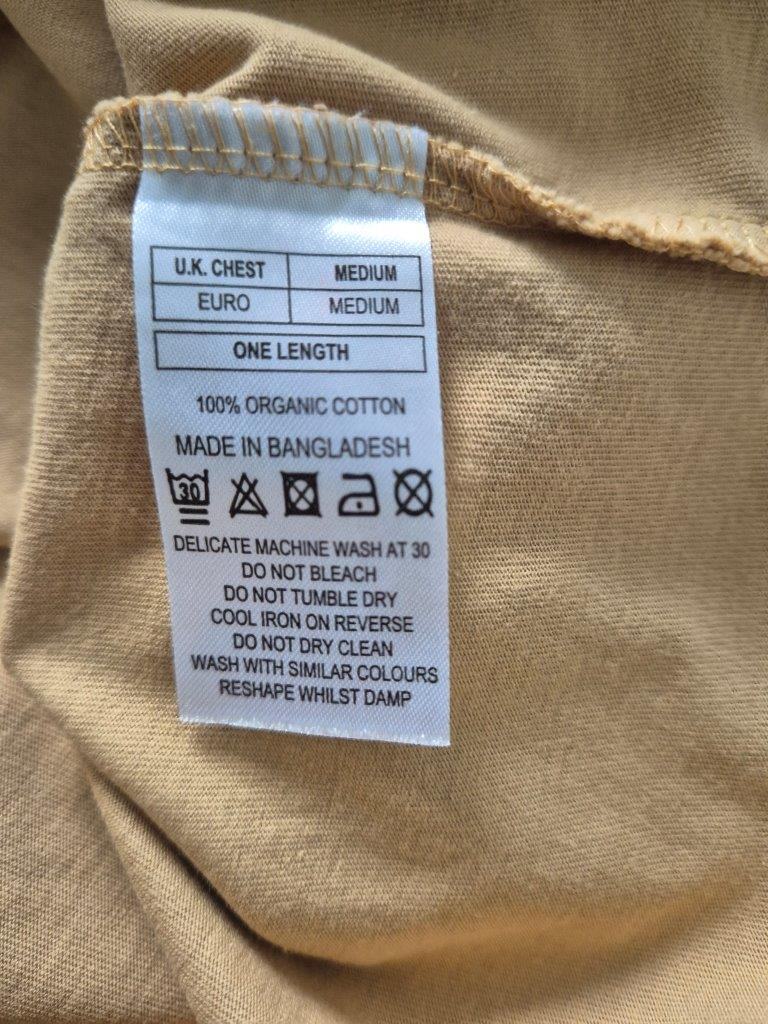 U.K. CHEST MEDIUM
EURO MEDIUM
ONE LENGTH
100% ORGANIC COTTON
MADE IN BANGLADESH
30
DELICATE MACHINE WASH AT 30
DO NOT BLEACH
DO NOT TUMBLE DRY
COOL IRON ON REVERSE
DO NOT DRY CLEAN
WASH WITH SIMILAR COLOURS
RESHAPE WHILST DAMP